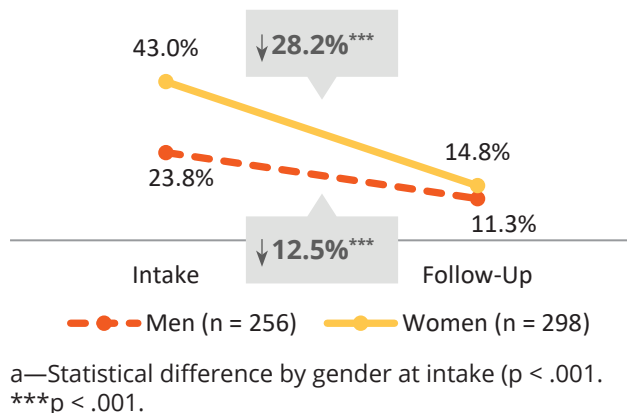 ↓28.2%***
43.0%
14.8%
23.8%
11.3%
↓12.5%***
Intake
Follow-Up
Men (n = 256)
Women (n = 298)
a—Statistical difference by gender at intake (p < .001.
***p < .001.